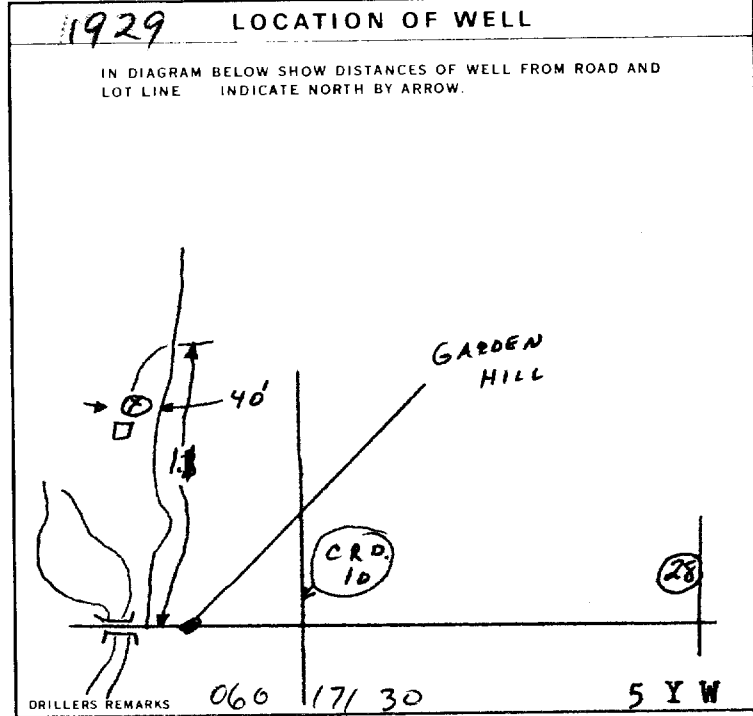 1929 LOCATION OF WELL
IN DIAGRAM BELOW SHOW DISTANCES OF WELL FROM ROAD AND
LOT LINE INDICATE NORTH BY ARROW.
GARDEN
HILL
40'
C RD.
10
28
DRILLERS REMARKS 060 17/ 30 5 Y W